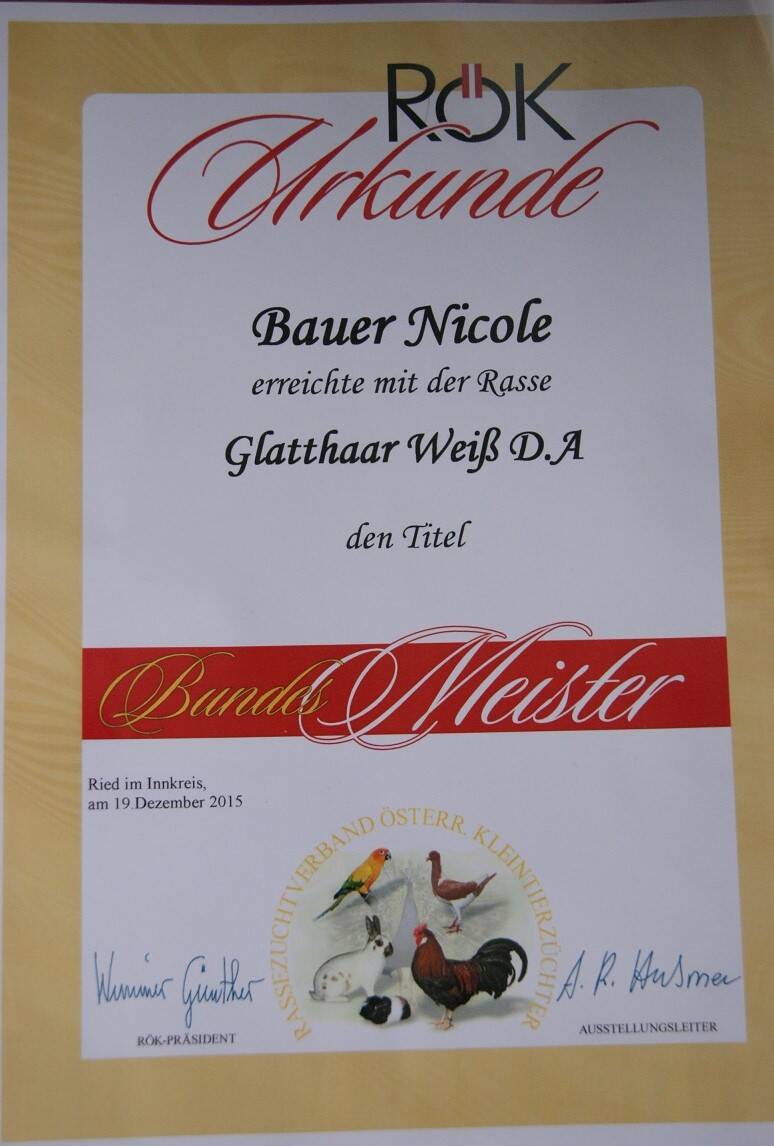 RÖK
Urkunde
Bauer Nicole
erreichte mit der Rasse
Glatthaar Weiß D.A
den Titel
Bundes Meister
Ried im Innkreis,
am 19.Dezember 2015
RASSEZUCHTVERBAND ÖSTERR. KLEINTIERZÜCHTER
Günther
A. R.
RÖK-PRÄSIDENT
AUSSTELLUNGSLEITER